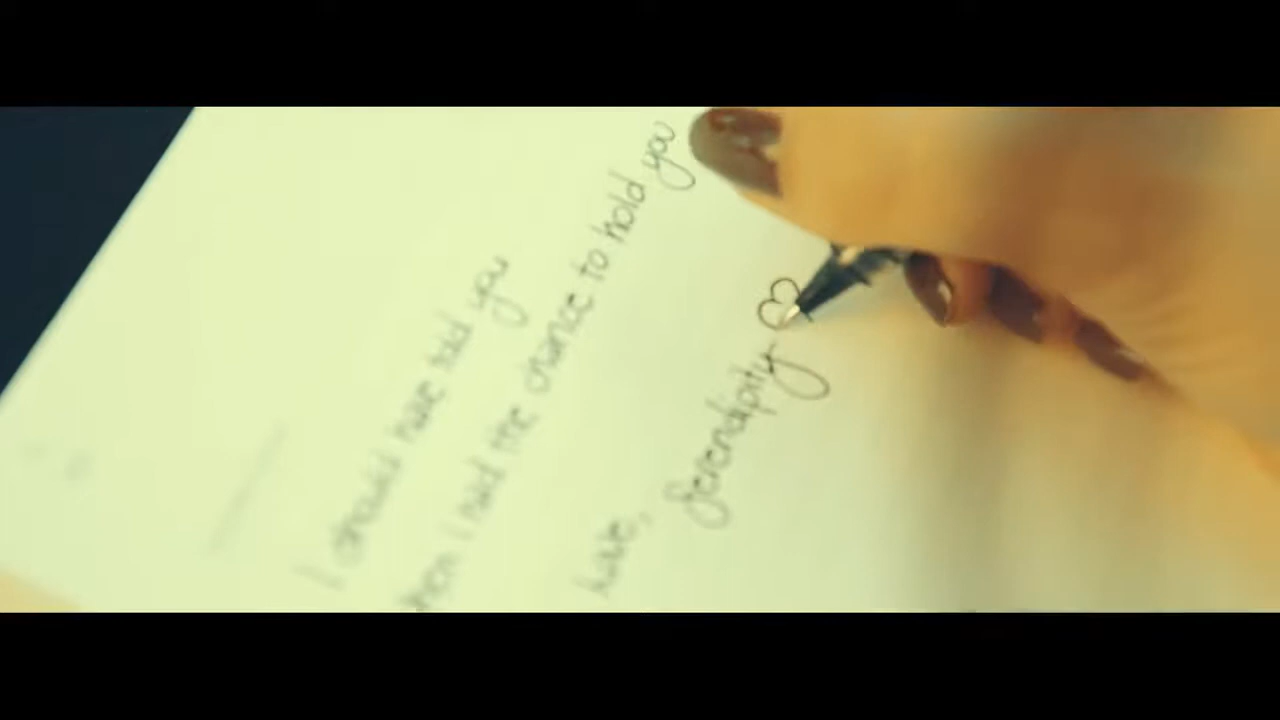 I should have told you
when I had the chance to hold you
Love, Serendipity ♡